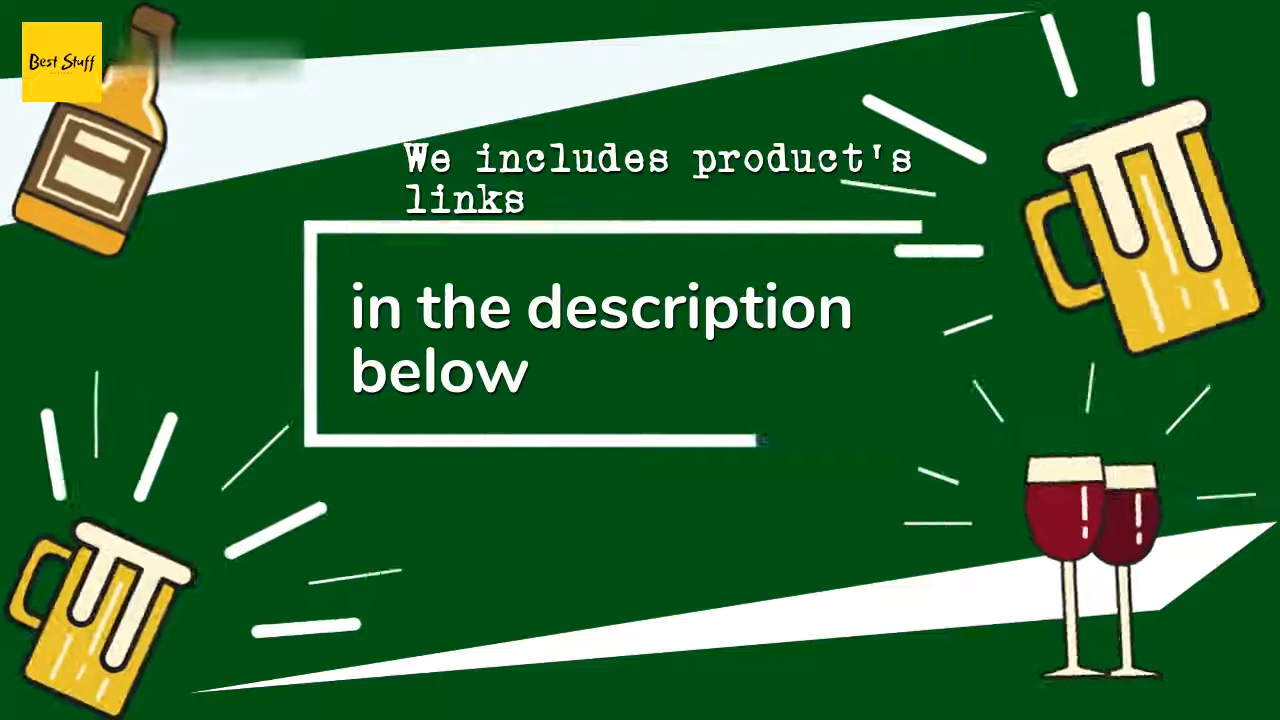 Best Stuff
We includes product's
links
in the description
below